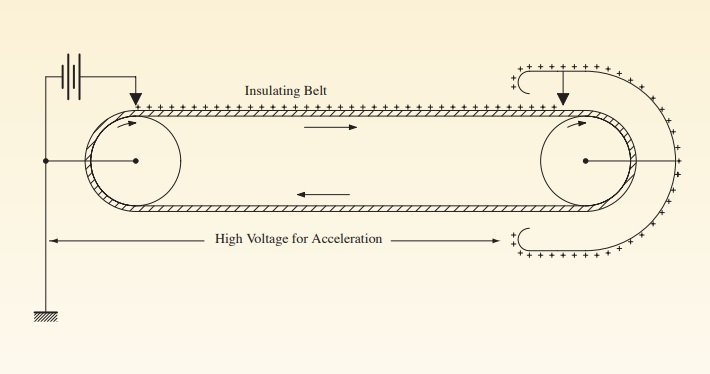 Insulating Belt
High Voltage for Acceleration